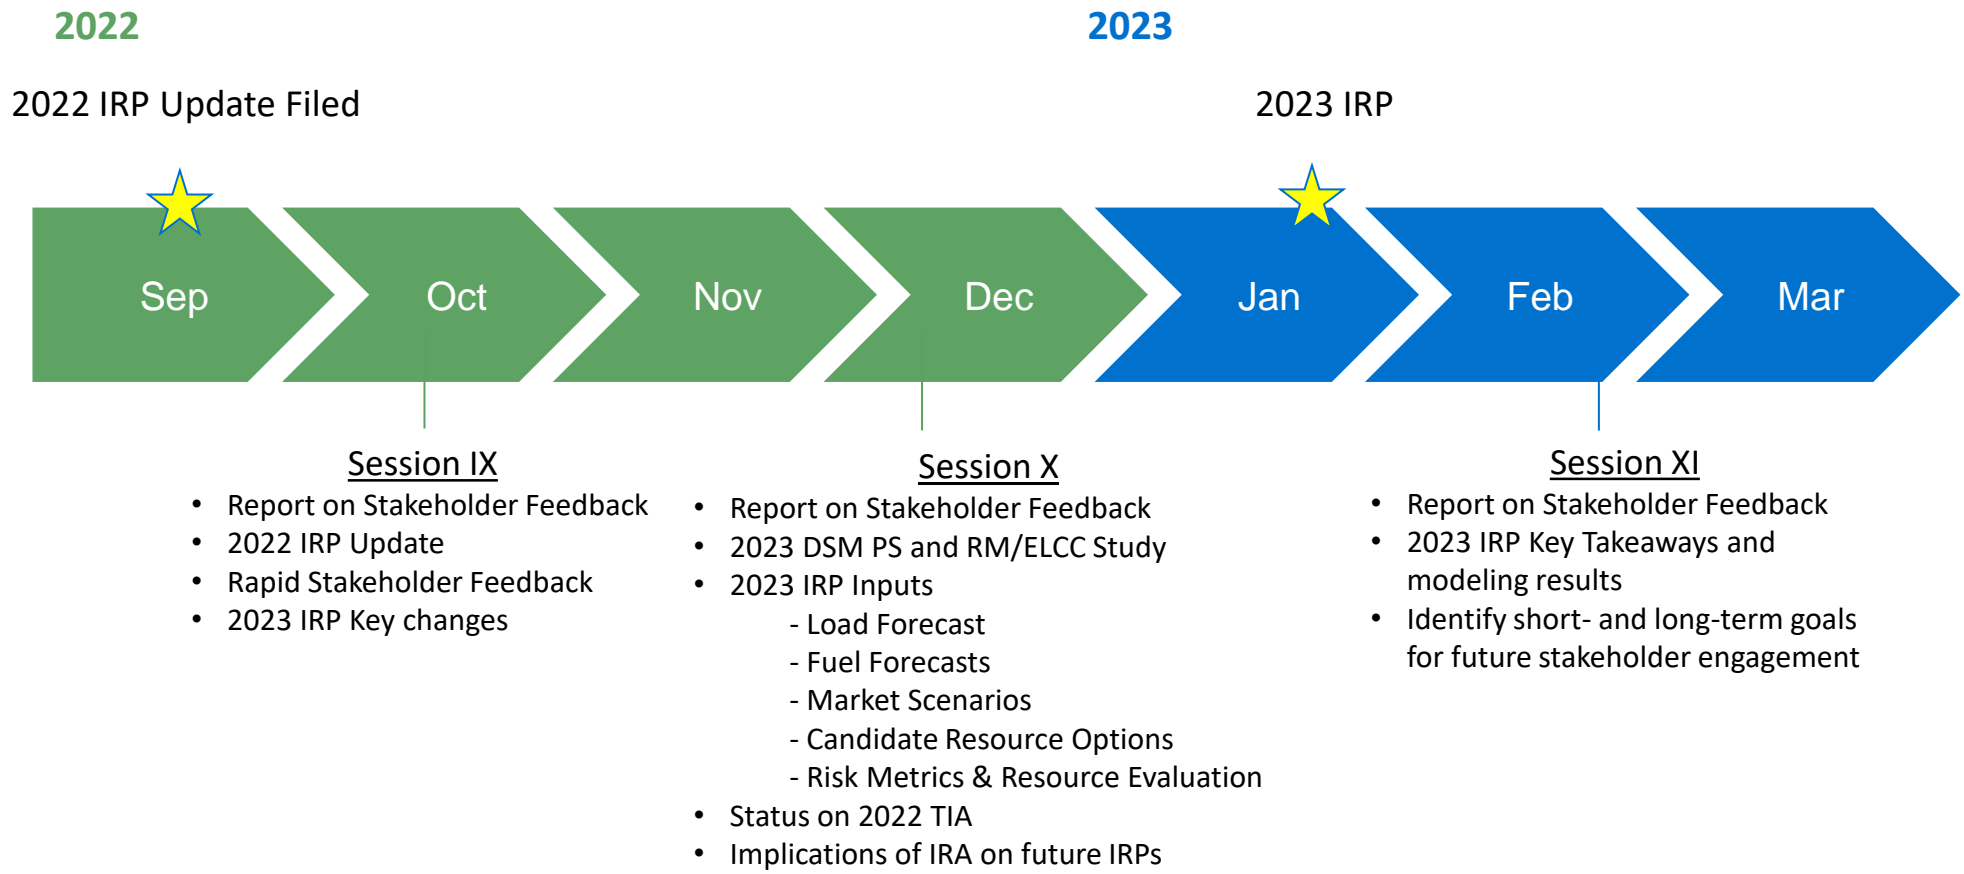 2022
2023
2022 IRP Update Filed
2023 IRP
Sep
Oct
Nov
Dec
Jan
Feb
Mar
Session IX
• Report on Stakeholder Feedback
• 2022 IRP Update
• Rapid Stakeholder Feedback
• 2023 IRP Key changes
Session X
• Report on Stakeholder Feedback
• 2023 DSM PS and RM/ELCC Study
• 2023 IRP Inputs
- Load Forecast
- Fuel Forecasts
- Market Scenarios
- Candidate Resource Options
- Risk Metrics & Resource Evaluation
• Status on 2022 TIA
• Implications of IRA on future IRPs
Session XI
• Report on Stakeholder Feedback
• 2023 IRP Key Takeaways and
modeling results
• Identify short- and long-term goals
for future stakeholder engagement